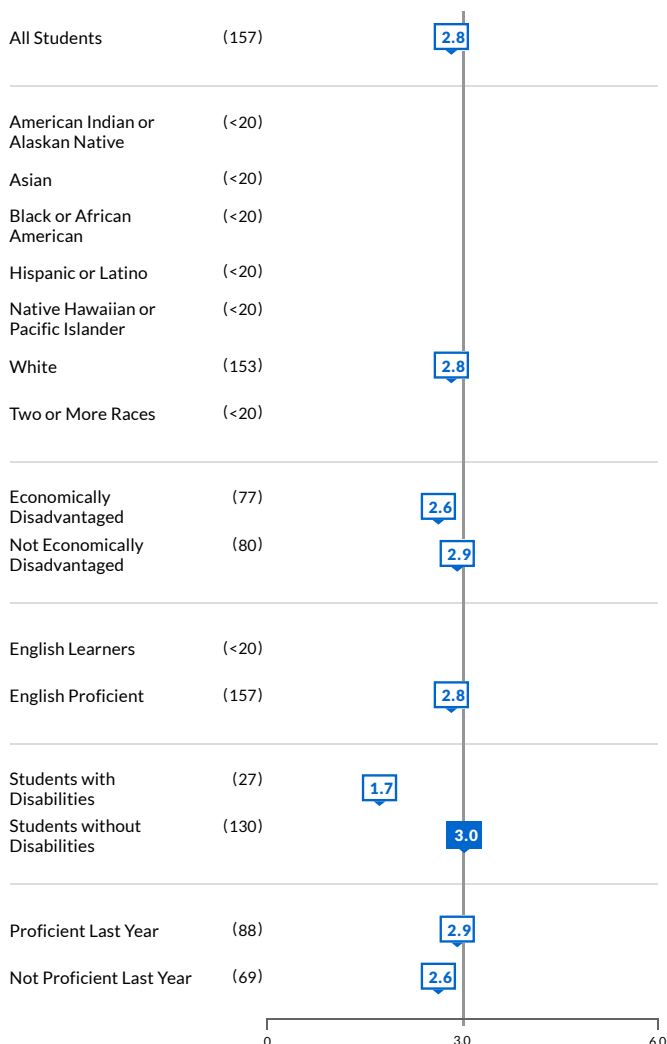 All Students (157) 2.8
American Indian or (<20)
Alaskan Native
Asian (<20)
Black or African (<20)
American
Hispanic or Latino (<20)
Native Hawaiian or (<20)
Pacific Islander
White (153) 2.8
Two or More Races (<20)
Economically (77) 2.6
Disadvantaged
Not Economically (80) 2.9
Disadvantaged
English Learners (<20)
English Proficient (157) 2.8
Students with (27) 1.7
Disabilities
Students without (130) 3.0
Disabilities
Proficient Last Year (88) 2.9
Not Proficient Last Year (69) 2.6
0 3.0 6.0